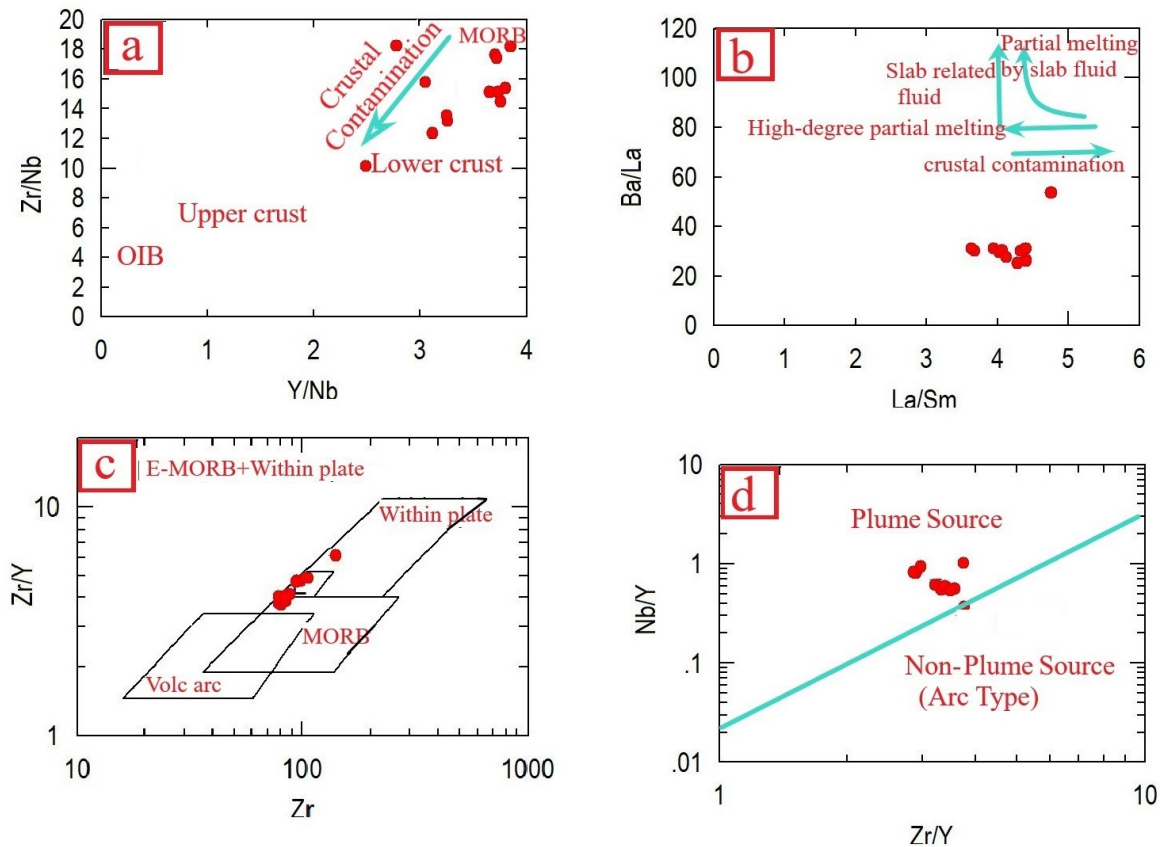 a
20
18
16
14
12
10
8
6
4
2
0
0
1
2
3
4
Zr/Nb
Y/Nb
MORB
Crustal
Contamination
Lower crust
Upper crust
OIB
b
120
100
80
60
40
20
0
0
1
2
3
4
5
6
Ba/La
La/Sm
Partial melting
Slab related by slab fluid
fluid
High-degree partial melting
crustal contamination
c
E-MORB+Within plate
Within plate
MORB
Volc arc
10
1
10
100
1000
Zr/Y
Zr
d
Plume Source
Non-Plume Source
(Arc Type)
10
1
.1
.01
1
10
Nb/Y
Zr/Y